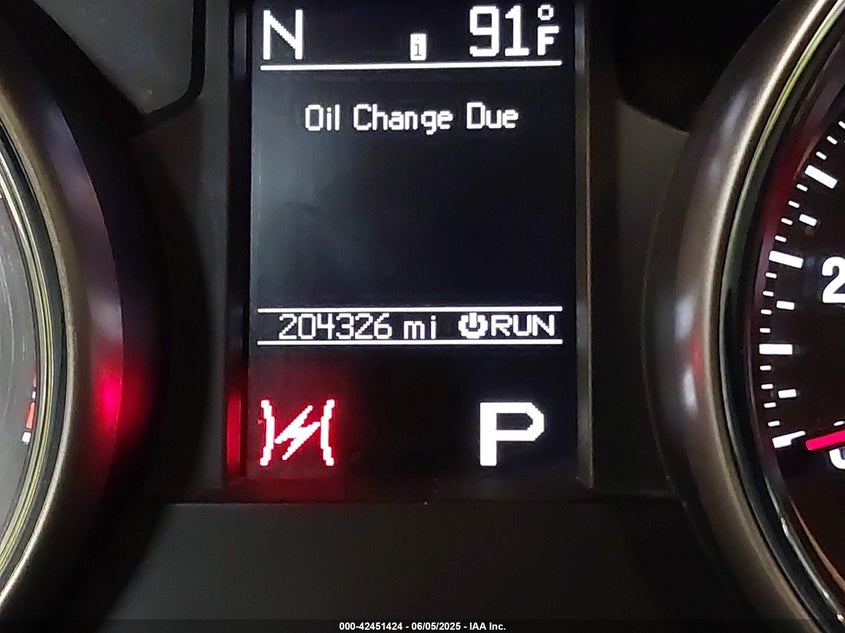 N i 91°F
Oil Change Due
204326 mi RUN
P
2
000-42451424 - 06/05/2025 - IAA Inc.